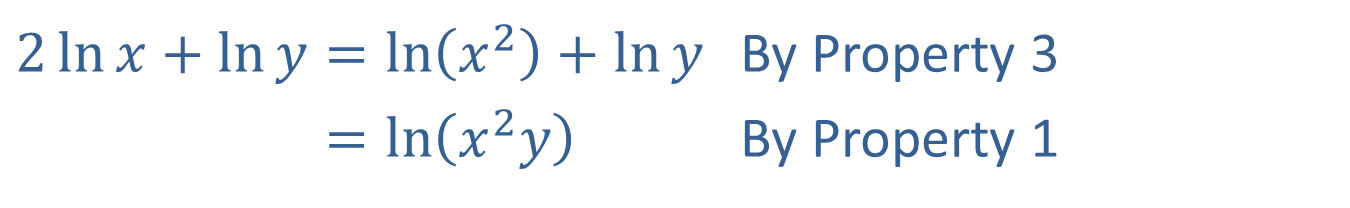 2 ln x + ln y = ln(x²) + ln y By Property 3
= ln(x²y) By Property 1